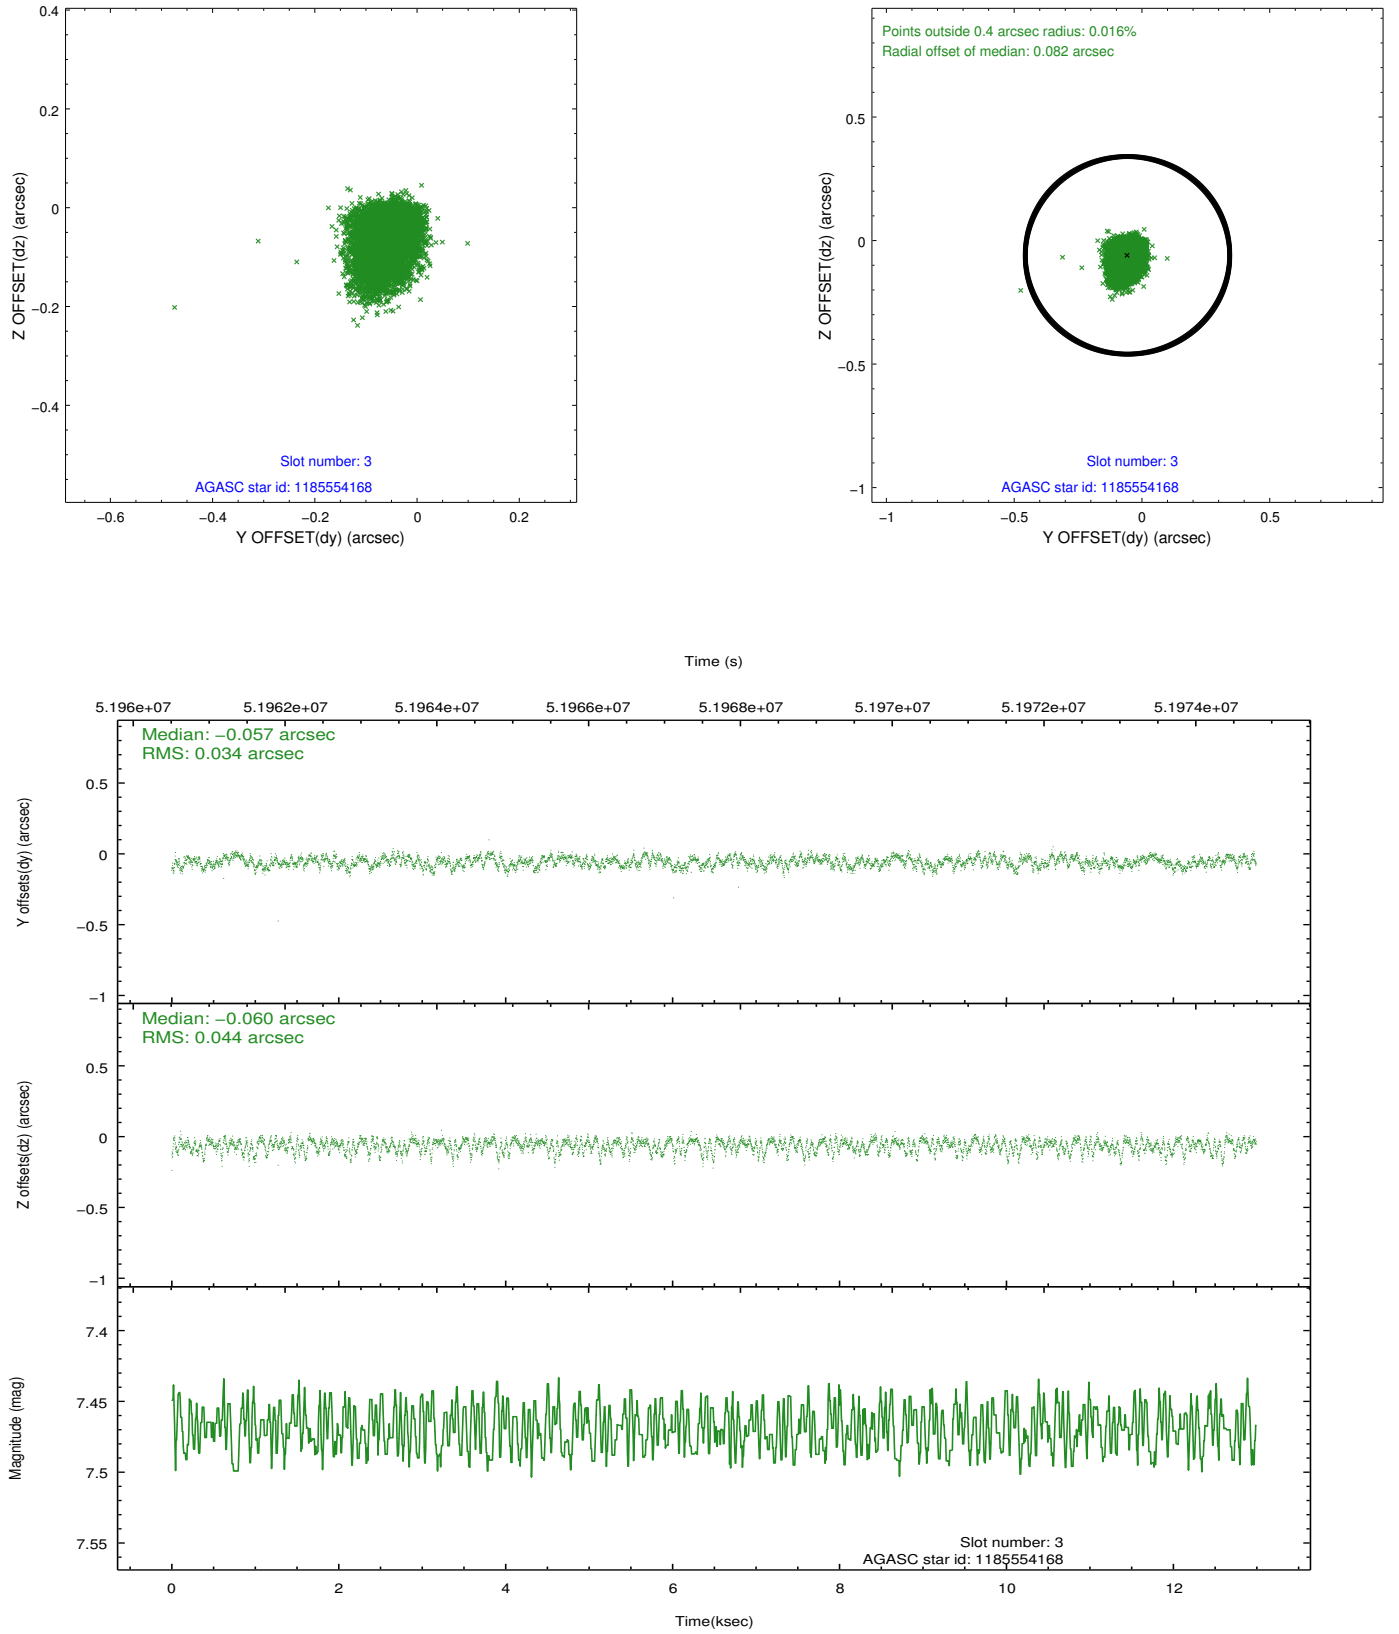 0.4
0.2
0
−0.2
−0.4
Z OFFSET(dz) (arcsec)
Slot number: 3
AGASC star id: 1185554168
−0.6
−0.4
−0.2
0
0.2
Y OFFSET(dy) (arcsec)
Points outside 0.4 arcsec radius: 0.016%
Radial offset of median: 0.082 arcsec
0.5
0
−0.5
−1
Z OFFSET(dz) (arcsec)
Slot number: 3
AGASC star id: 1185554168
−1
−0.5
0
0.5
Y OFFSET(dy) (arcsec)
Time (s)
5.196e+07
5.1962e+07
5.1964e+07
5.1966e+07
5.1968e+07
5.197e+07
5.1972e+07
5.1974e+07
Median: −0.057 arcsec
RMS: 0.034 arcsec
0.5
0
−0.5
−1
Y offsets(dy) (arcsec)
Median: −0.060 arcsec
RMS: 0.044 arcsec
0.5
0
−0.5
−1
Z offsets(dz) (arcsec)
7.4
7.45
7.5
7.55
Magnitude (mag)
Slot number: 3
AGASC star id: 1185554168
0
2
4
6
8
10
12
Time(ksec)